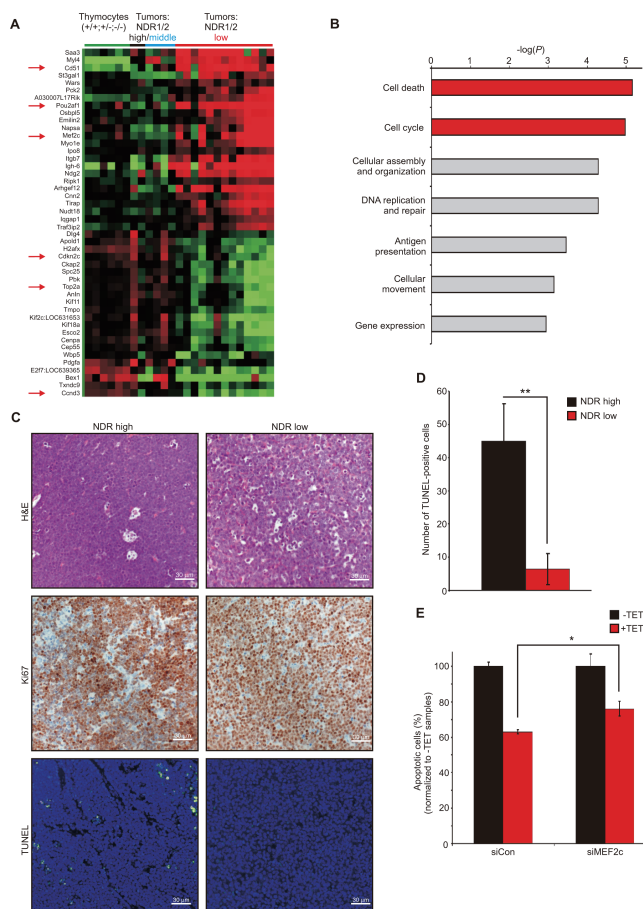 A
Thymocytes
(+/+;+/-;-/-)
Tumors:
NDR1/2
high/middle
Tumors:
NDR1/2
low
Saa3
Myl4
Cd51
St3gal1
Wars
Pck2
A030007L17Rik
Pou2af1
Osbpl5
Emilin2
Napsa
Mef2c
Myo1e
Ipo8
Itgb7
Igh-6
Ndg2
Ripk1
Arhgef12
Cnn2
Tirap
Nudt18
Iqgap1
Traf3ip2
Dlg4
Apold1
H2afx
Cdkn2c
Ckap2
Spc25
Pbk
Top2a
Anln
Kif11
Tmpo
Kif2c:LOC631653
Kif18a
Esco2
Cenpa
Cep55
Wbp5
Pdgfa
E2f7:LOC639365
Bex1
Txndc9
Ccnd3
B
-log(P)
0 1 2 3 4 5
Cell death
Cell cycle
Cellular assembly
and organization
DNA replication
and repair
Antigen
presentation
Cellular
movement
Gene expression
C
NDR high
NDR low
H&E
30 µm
30 µm
Ki67
30 µm
30 µm
TUNEL
30 µm
30 µm
D
NDR high
NDR low
**
Number of TUNEL-positive cells
60
50
40
30
20
10
0
E
-TET
+TET
*
Apoptotic cells (%)
(normalized to -TET samples)
120
100
80
60
40
20
0
siCon
siMEF2c